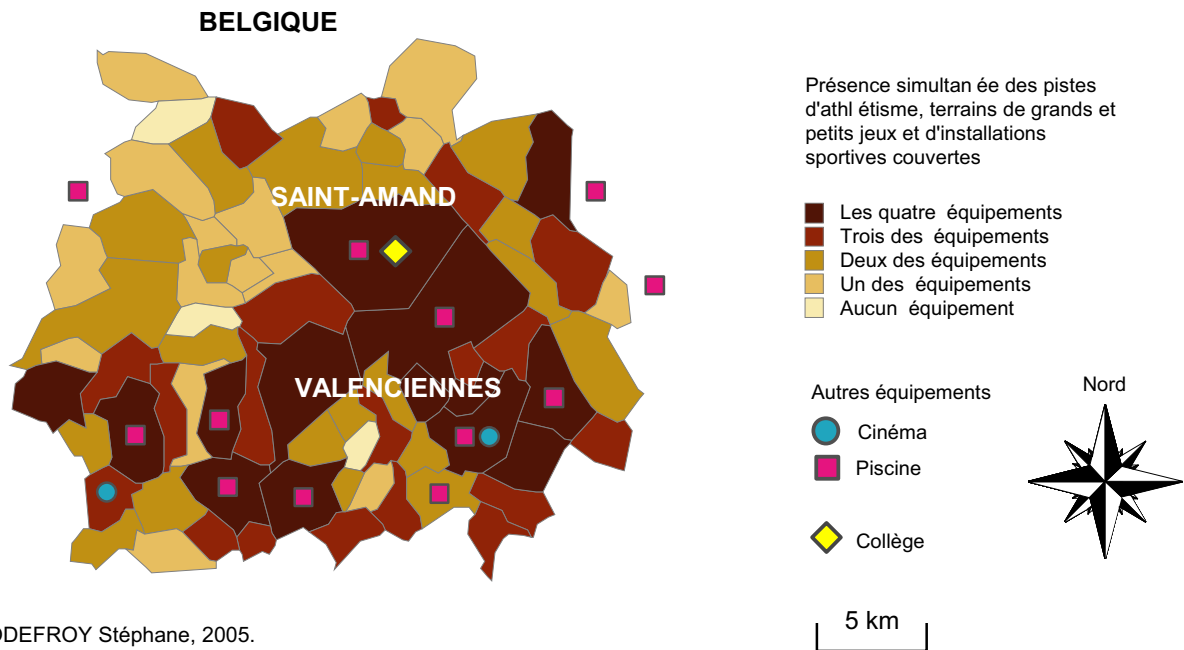 BELGIQUE
SAINT-AMAND
VALENCIENNES
Présence simultan ée des pistes
d'athl étisme, terrains de grands et
petits jeux et d'installations
sportives couvertes
Les quatre équipements
Trois des équipements
Deux des équipements
Un des équipements
Aucun équipement
Autres équipements
Cinéma
Piscine
Collège
Nord
5 km
ODEFROY Stéphane, 2005.